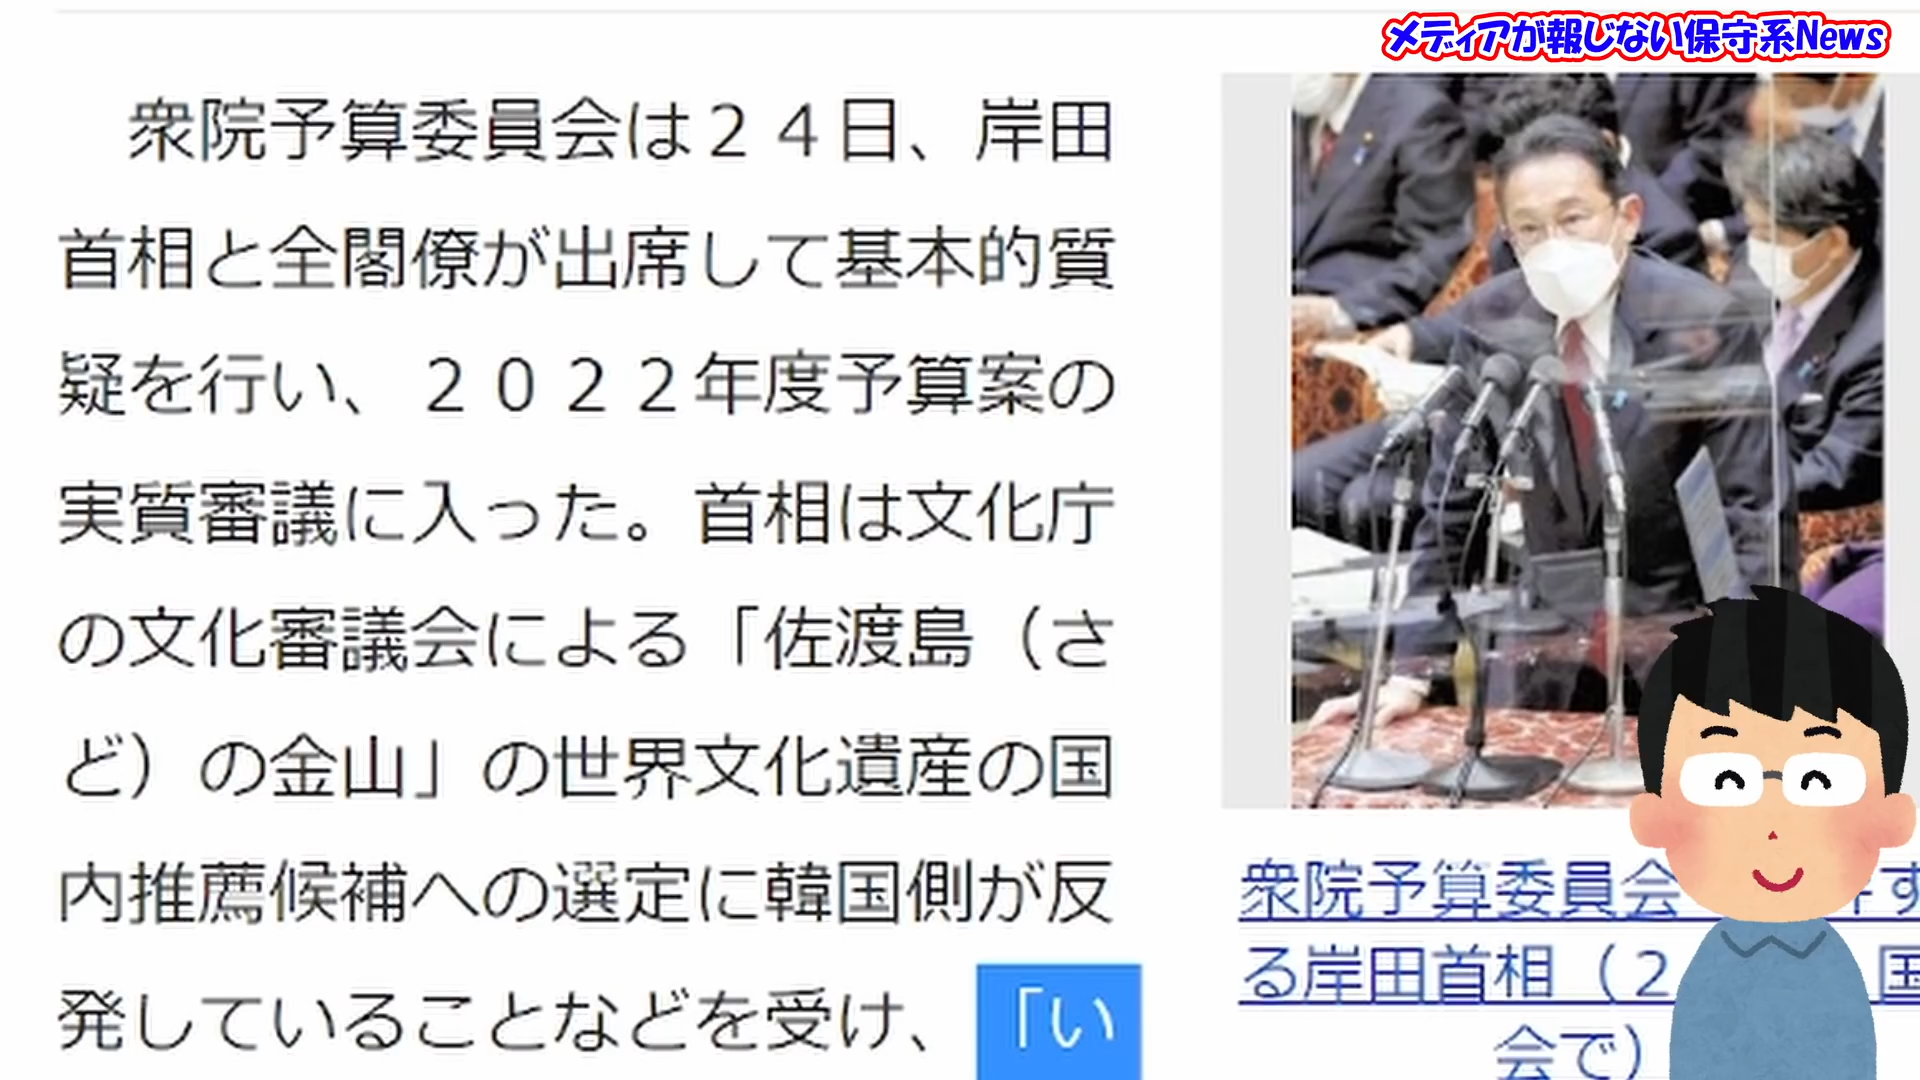 メディアが報じない保守系News
　衆院予算委員会は２４日、岸田
首相と全閣僚が出席して基本的質
疑を行い、２０２２年度予算案の
実質審議に入った。首相は文化庁
の文化審議会による「佐渡島（さ
ど）の金山」の世界文化遺産の国
内推薦候補への選定に韓国側が反
発していることなどを受け、「い
衆院予算委員会
す
る岸田首相（２
国
会で）